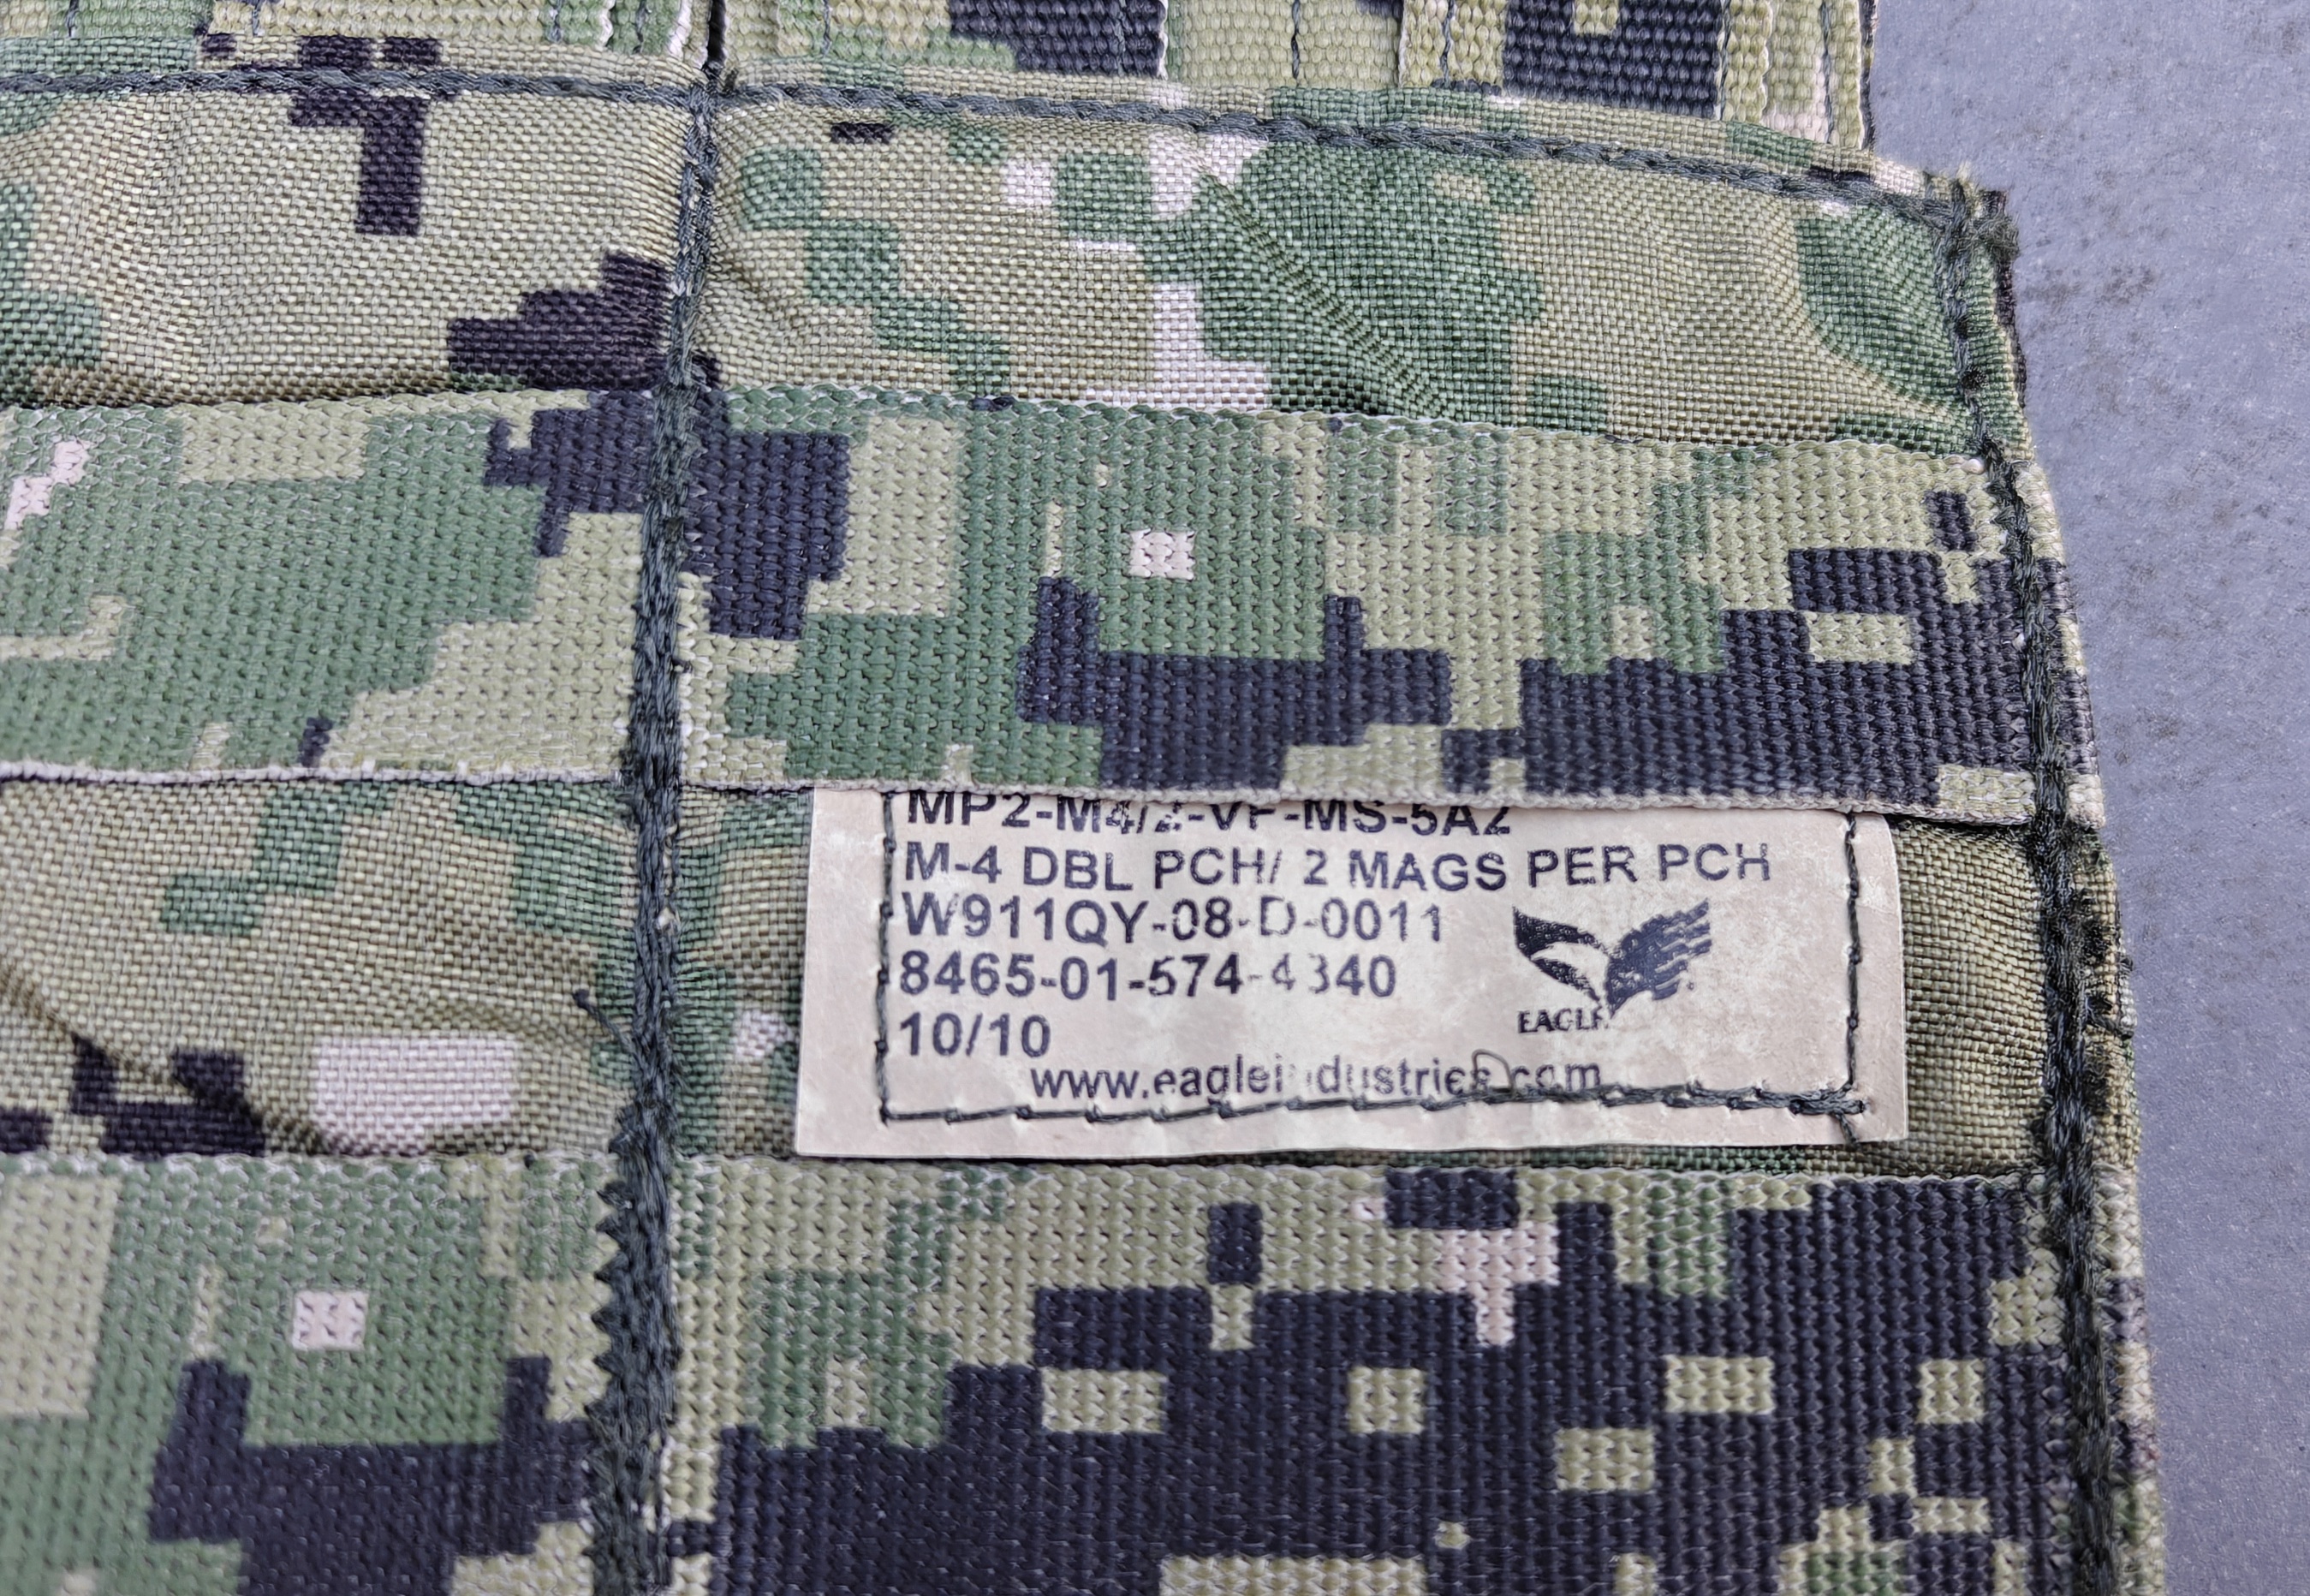 MP2-M4/2-VF-MS-5A2
M-4 DBL PCH/ 2 MAGS PER PCH
W911QY-08-D-0011
8465-01-574-4340
10/10
EAGLE
www.eagleindustries.com